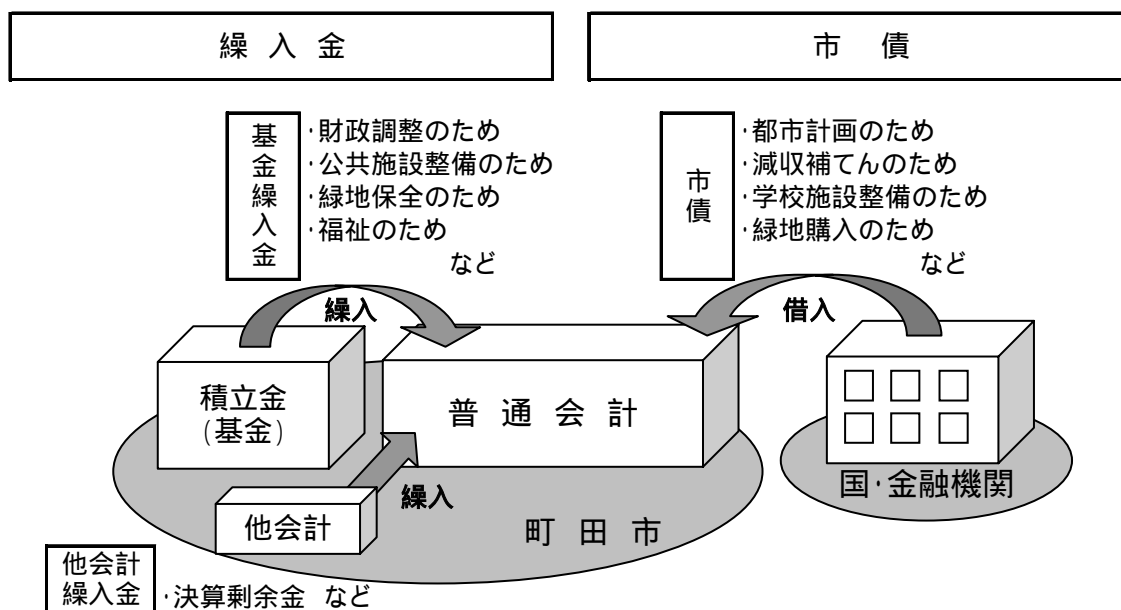 繰入金
市債
基金繰入金
・財政調整のため
・公共施設整備のため
・緑地保全のため
・福祉のため
など
市債
・都市計画のため
・減収補てんのため
・学校施設整備のため
・緑地購入のため
など
繰入
借入
積立金
(基金)
普通会計
国・金融機関
繰入
他会計
町田市
他会計
繰入金
・決算剰余金 など